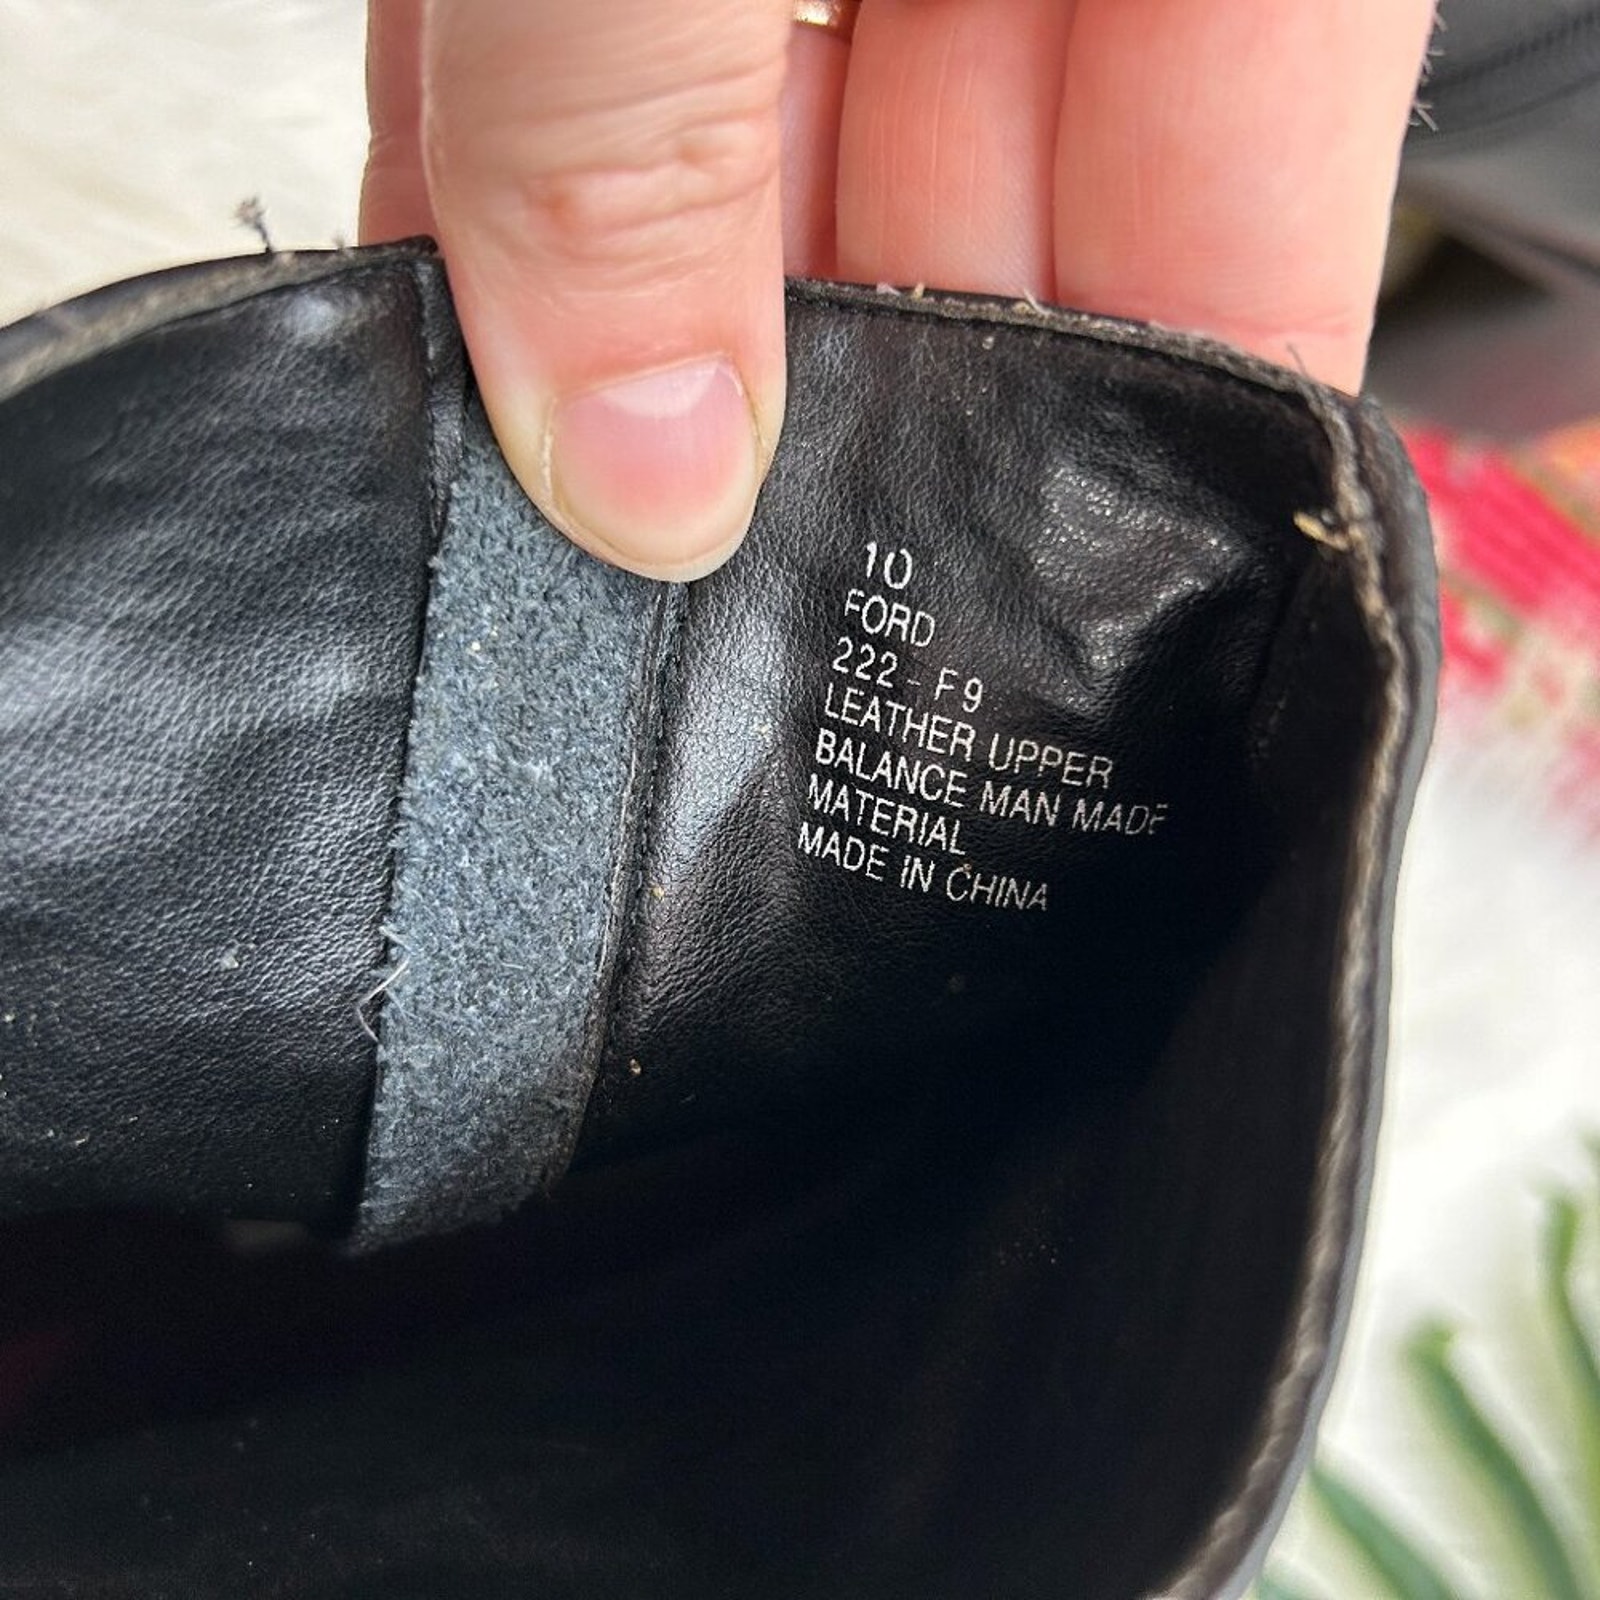 10
FORD
222-F9
LEATHER UPPER
BALANCE MAN MADE
MATERIAL
MADE IN CHINA